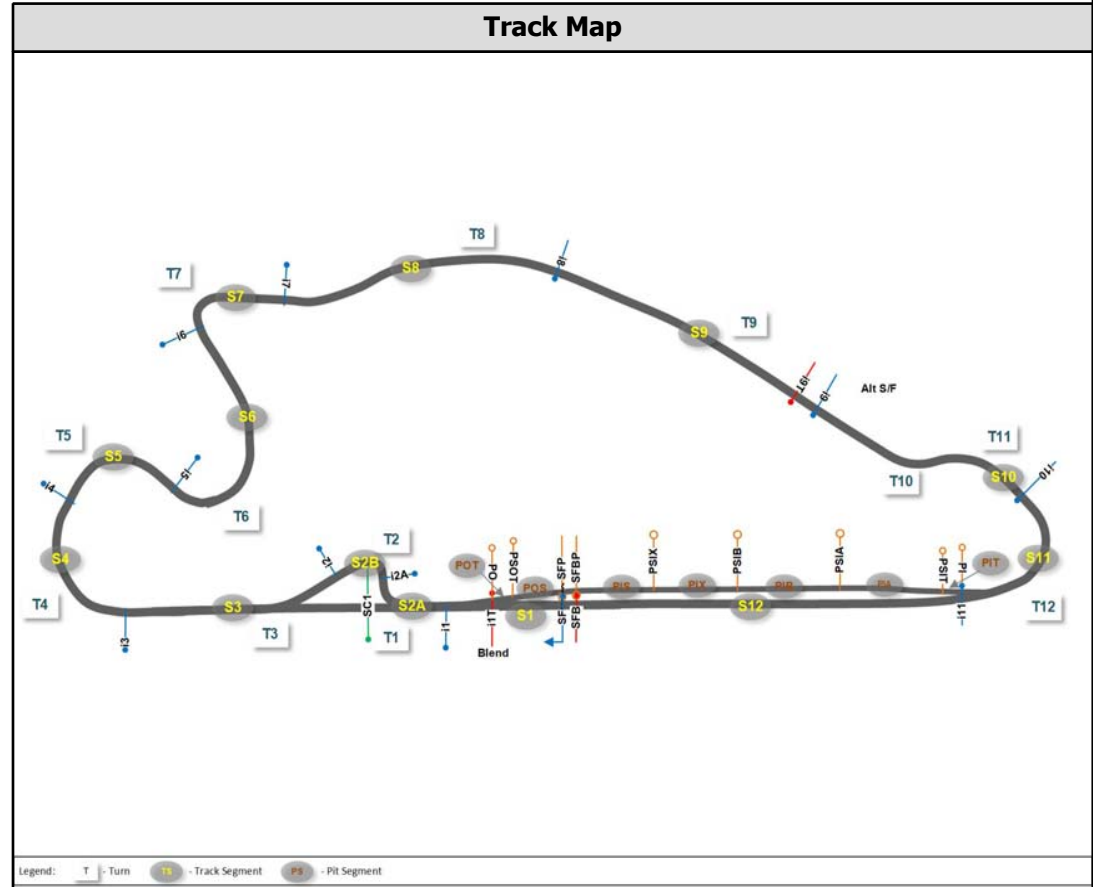 Track Map
T8
i8
S8
T7
i7
S7
i6
S9
T9
i9T
i9
Alt S/F
S6
T5
S5
i5
i4
T6
T11
S10
i10
T10
S4
T4
i2
S2B
T2
i2A
SC1
POT
PO
PSOT
POS
SFP
SFBP
PIS
PSIX
PIX
PSIB
PIB
PSIA
PIA
PSIT
PI
PIT
S11
T12
i3
S3
T3
S2A
T1
i1
i1T
Blend
S1
SF
SFB
S12
i11
Legend: T - Turn TS - Track Segment PS - Pit Segment